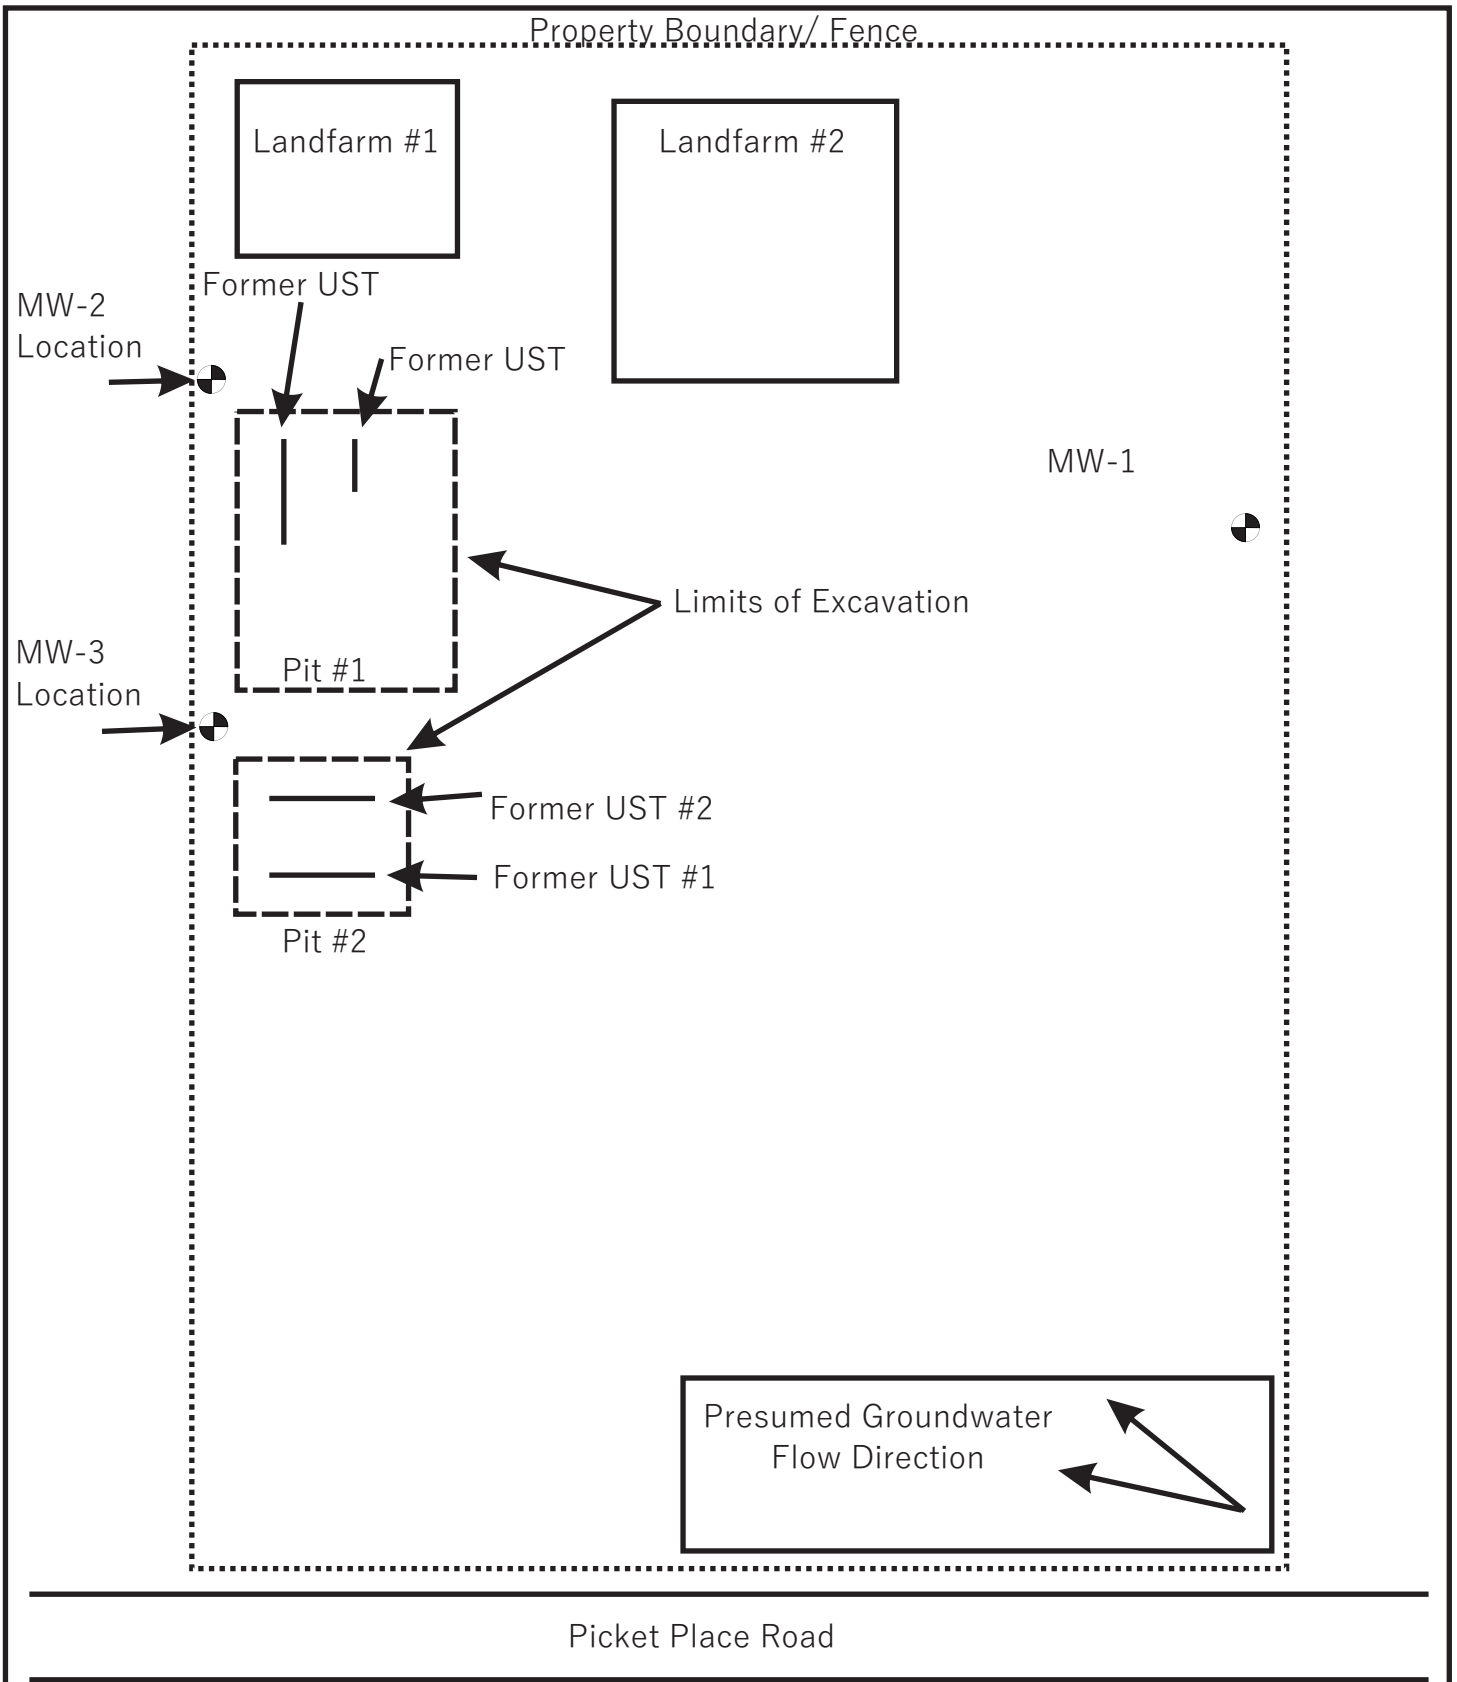 Property Boundary/ Fence
Landfarm #1
Landfarm #2
Former UST
MW-2
Location
Former UST
MW-1
Limits of Excavation
MW-3
Location
Pit #1
Former UST #2
Former UST #1
Pit #2
Presumed Groundwater
Flow Direction
Picket Place Road